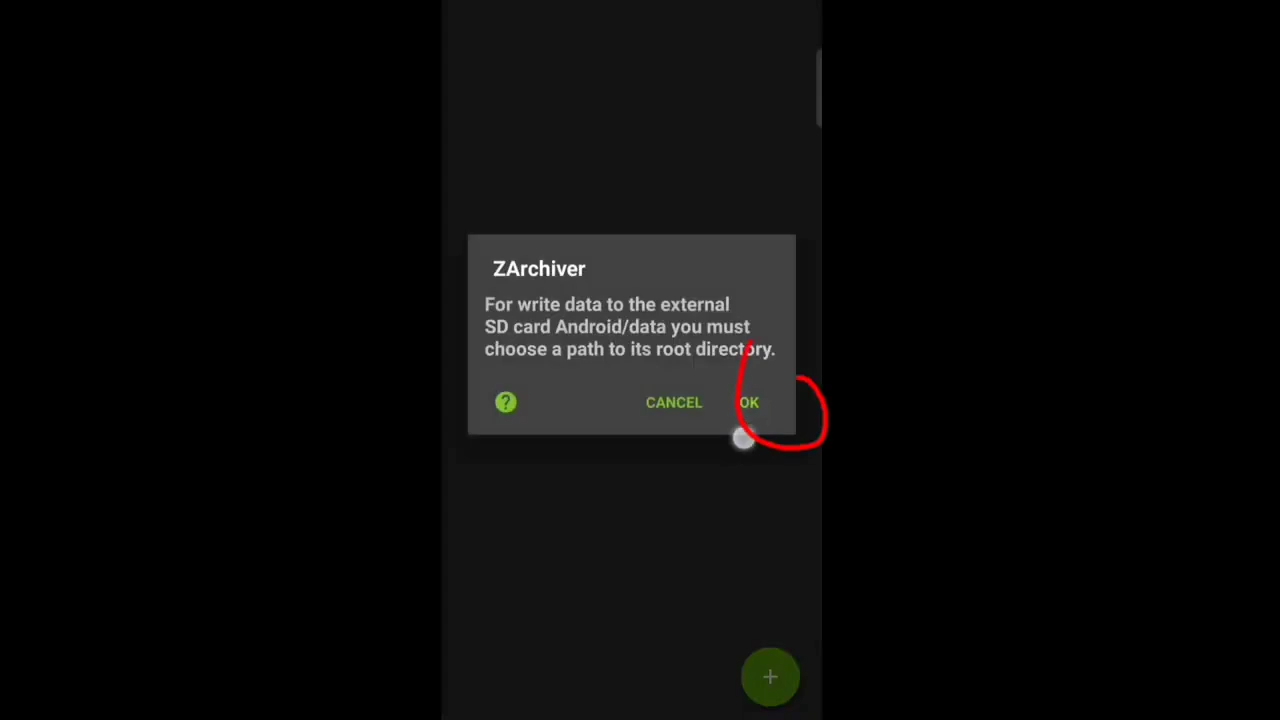 ZArchiver
For write data to the external
SD card Android/data you must
choose a path to its root directory.
? CANCEL OK
+